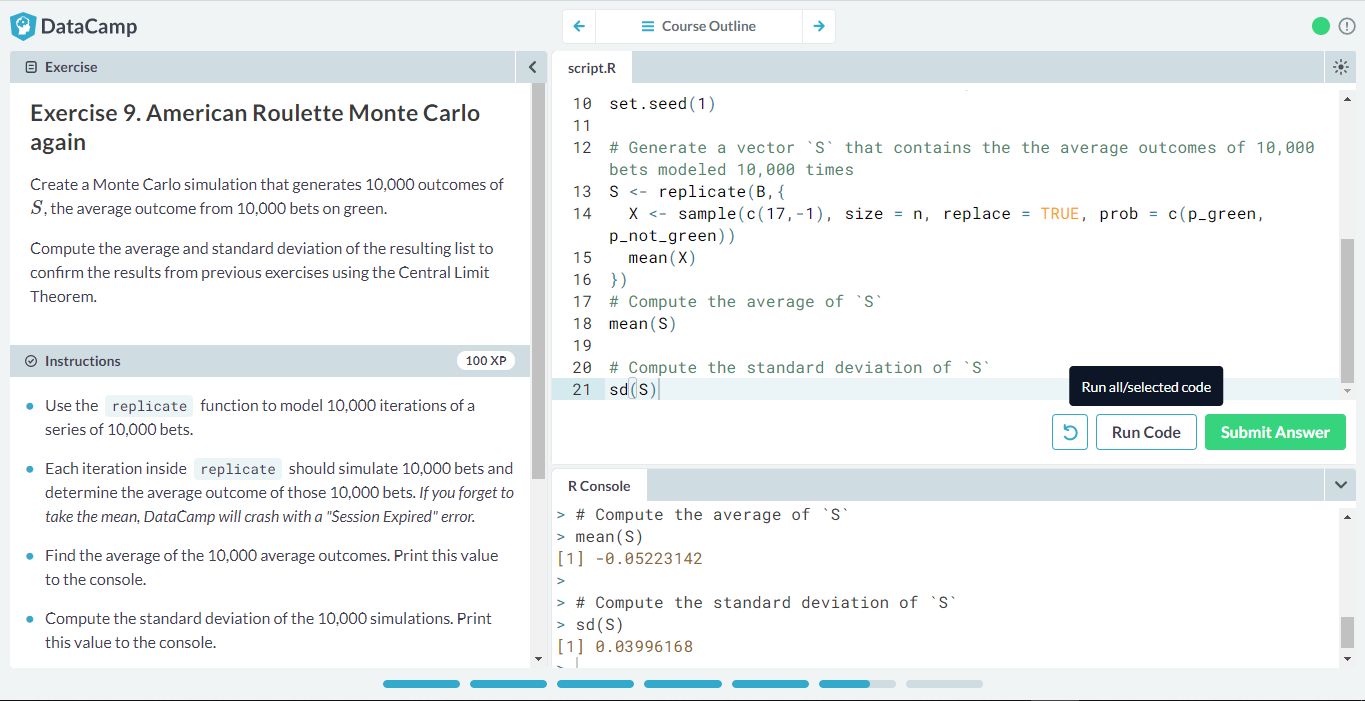 DataCamp
Course Outline
Exercise
Exercise 9. American Roulette Monte Carlo
again
Create a Monte Carlo simulation that generates 10,000 outcomes of
S, the average outcome from 10,000 bets on green.
Compute the average and standard deviation of the resulting list to
confirm the results from previous exercises using the Central Limit
Theorem.
Instructions
100 XP
Use the replicate function to model 10,000 iterations of a
series of 10,000 bets.
Each iteration inside replicate should simulate 10,000 bets and
determine the average outcome of those 10,000 bets. If you forget to
take the mean, DataCamp will crash with a "Session Expired" error.
Find the average of the 10,000 average outcomes. Print this value
to the console.
Compute the standard deviation of the 10,000 simulations. Print
this value to the console.
script.R
10 set.seed(1)
11
12 # Generate a vector `S` that contains the the average outcomes of 10,000
bets modeled 10,000 times
13 S <- replicate(B,{
14 X <- sample(c(17,-1), size = n, replace = TRUE, prob = c(p_green,
p_not_green))
15 mean(X)
16 })
17 # Compute the average of `S`
18 mean(S)
19
20 # Compute the standard deviation of `S`
21 sd(S)
Run all/selected code
Run Code
Submit Answer
R Console
> # Compute the average of `S`
> mean(S)
[1] -0.05223142
>
> # Compute the standard deviation of `S`
> sd(S)
[1] 0.03996168
>